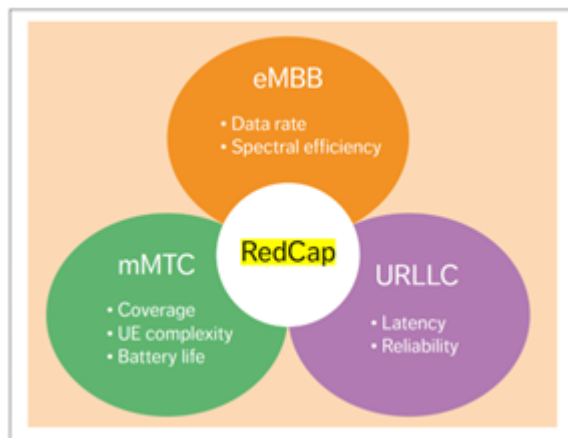 eMBB
• Data rate
• Spectral efficiency
RedCap
mMTC
• Coverage
• UE complexity
• Battery life
URLLC
• Latency
• Reliability